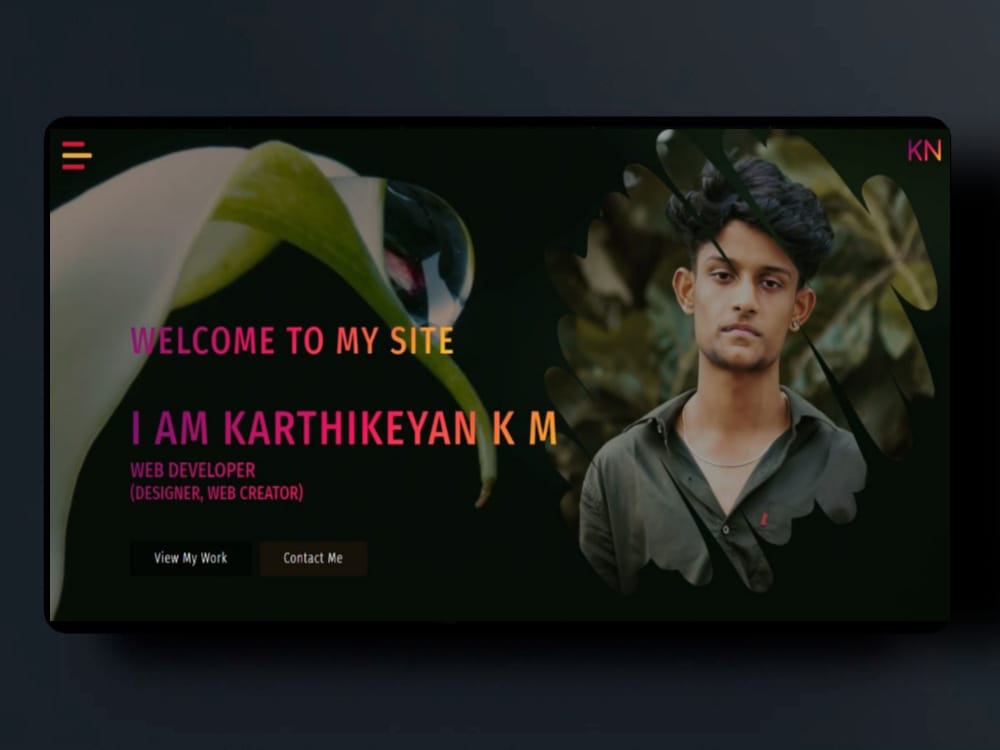 KN
WELCOME TO MY SITE
I AM KARTHIKEYAN K M
WEB DEVELOPER
(DESIGNER, WEB CREATOR)
View My Work
Contact Me